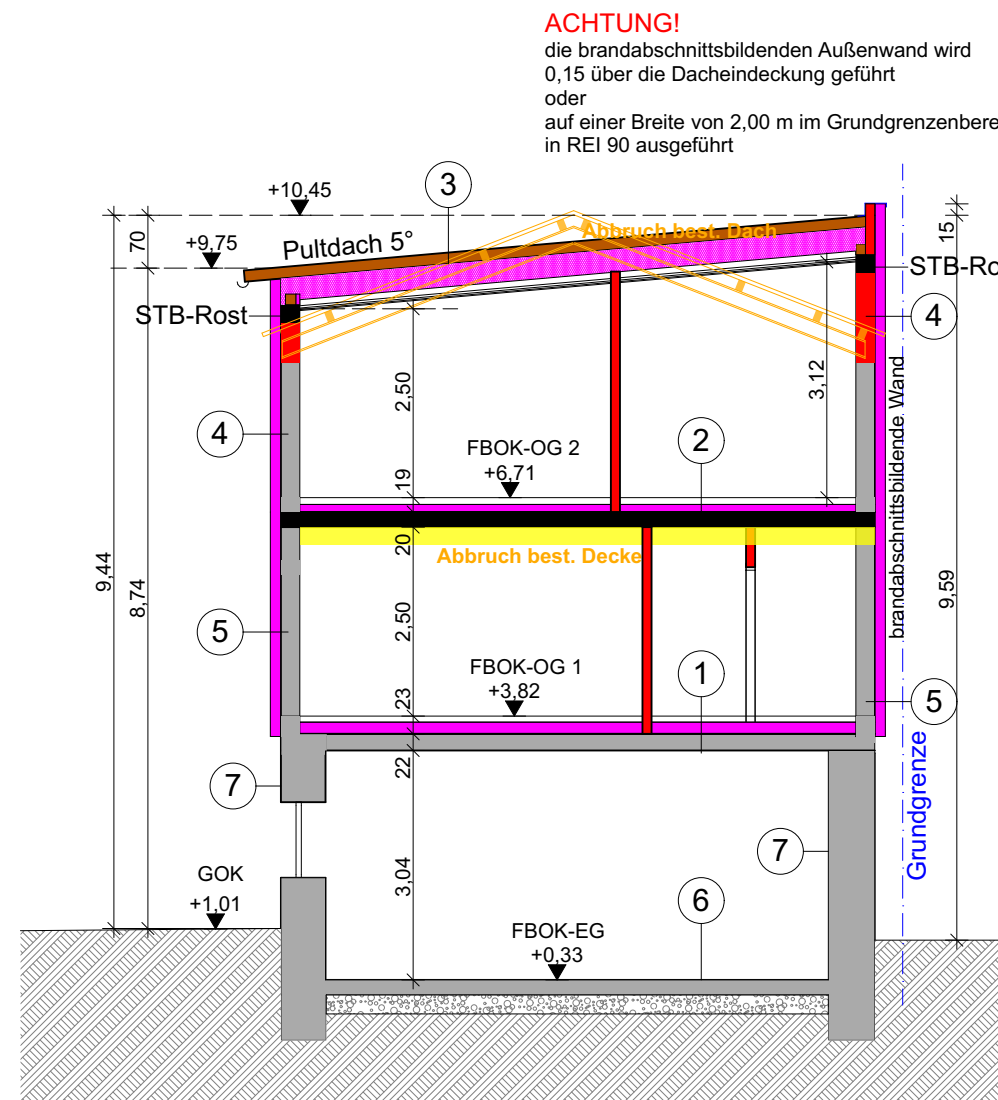 ACHTUNG!
die brandabschnittsbildenden Außenwand wird
0,15 über die Dacheindeckung geführt
oder
auf einer Breite von 2,00 m im Grundgrenzenbere
in REI 90 ausgeführt
3
+10,45
70
+9,75
Pultdach 5°
Abbruch best. Dach
15
STB-Rost
STB-Ro
4
2,50
3,12
4
FBOK-OG 2
+6,71
2
19
brandabschnittsbildende Wand
20
Abbruch best. Decke
9,44
8,74
9,59
5
2,50
FBOK-OG 1
+3,82
1
23
5
22
7
Grundgrenze
7
GOK
+1,01
3,04
6
FBOK-EG
+0,33